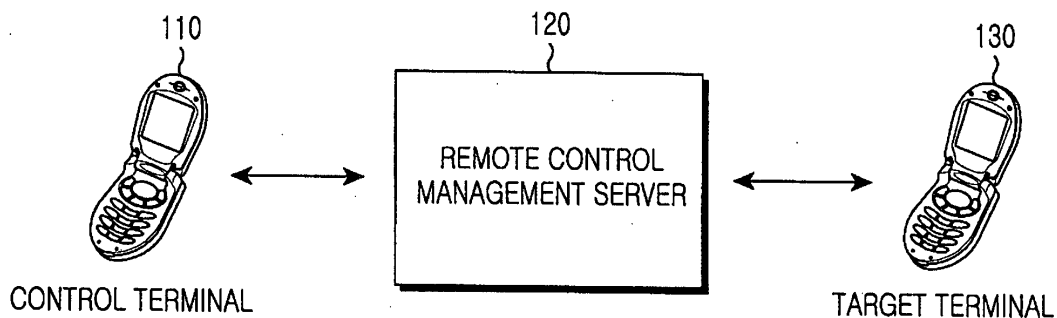 110
120
130
REMOTE CONTROL
MANAGEMENT SERVER
CONTROL TERMINAL
TARGET TERMINAL